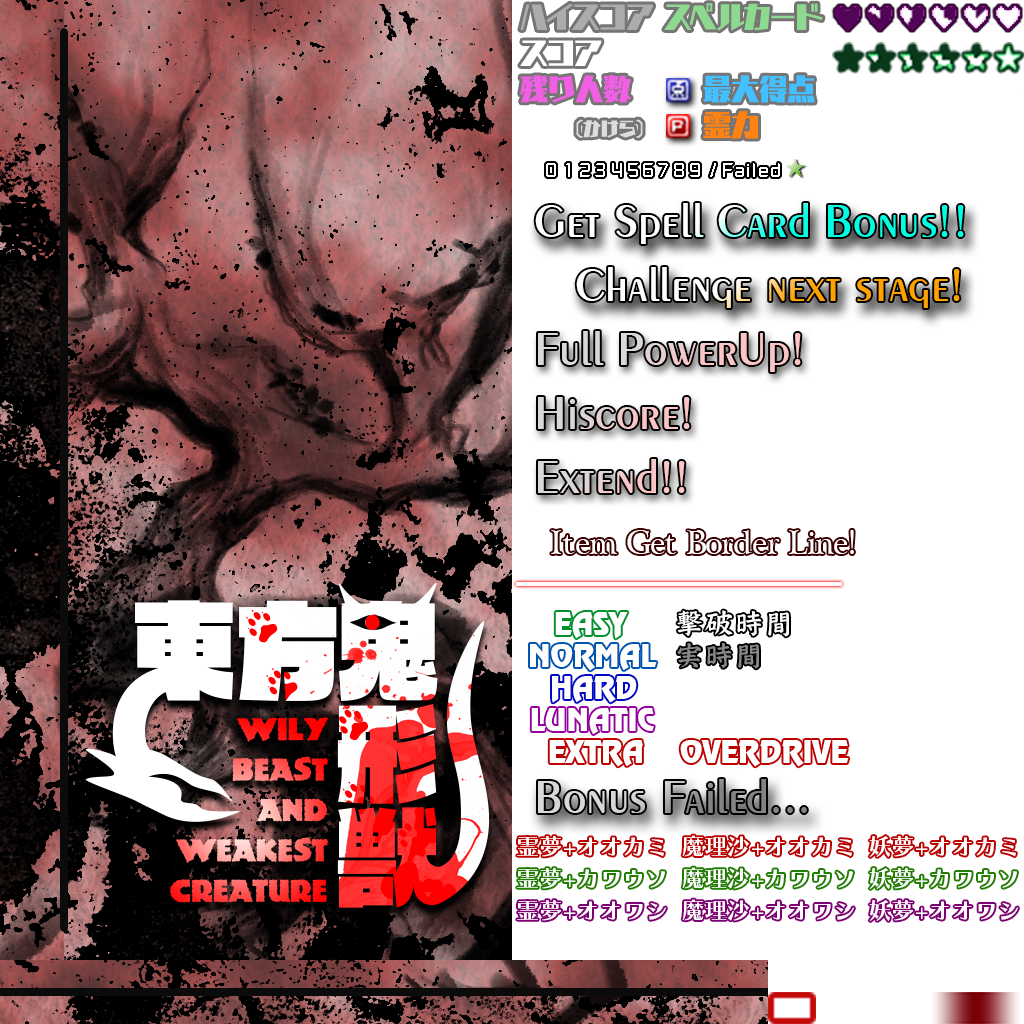 ハイスコア スペルカード
スコア
残り人数 点 最大得点
(かけら) P 霊力
0123456789/Failed
Get Spell Card Bonus!!
Challenge next stage!
Full PowerUp!
Hiscore!
Extend!!
Item Get Border Line!
EASY 撃破時間
NORMAL 実時間
HARD
LUNATIC
EXTRA OVERDRIVE
Bonus Failed...
霊夢+オオカミ 魔理沙+オオカミ 妖夢+オオカミ
霊夢+カワウソ 魔理沙+カワウソ 妖夢+カワウソ
霊夢+オオワシ 魔理沙+オオワシ 妖夢+オオワシ
東方鬼形獣
WILY
BEAST
AND
WEAKEST
CREATURE